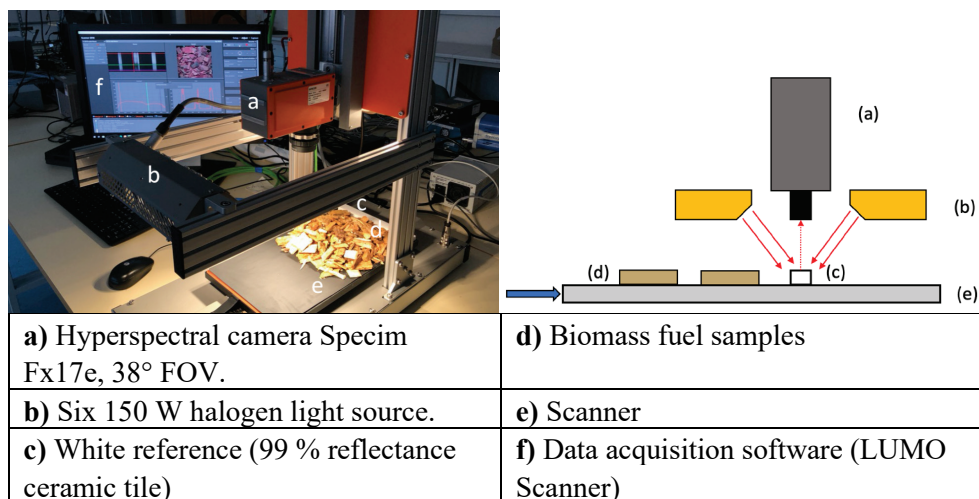 f
a
b
c
d
e
(a)
(b)
(d)
(c)
(e)
a) Hyperspectral camera Specim
Fx17e, 38° FOV.
d) Biomass fuel samples
b) Six 150 W halogen light source.
e) Scanner
c) White reference (99 % reflectance
ceramic tile)
f) Data acquisition software (LUMO
Scanner)